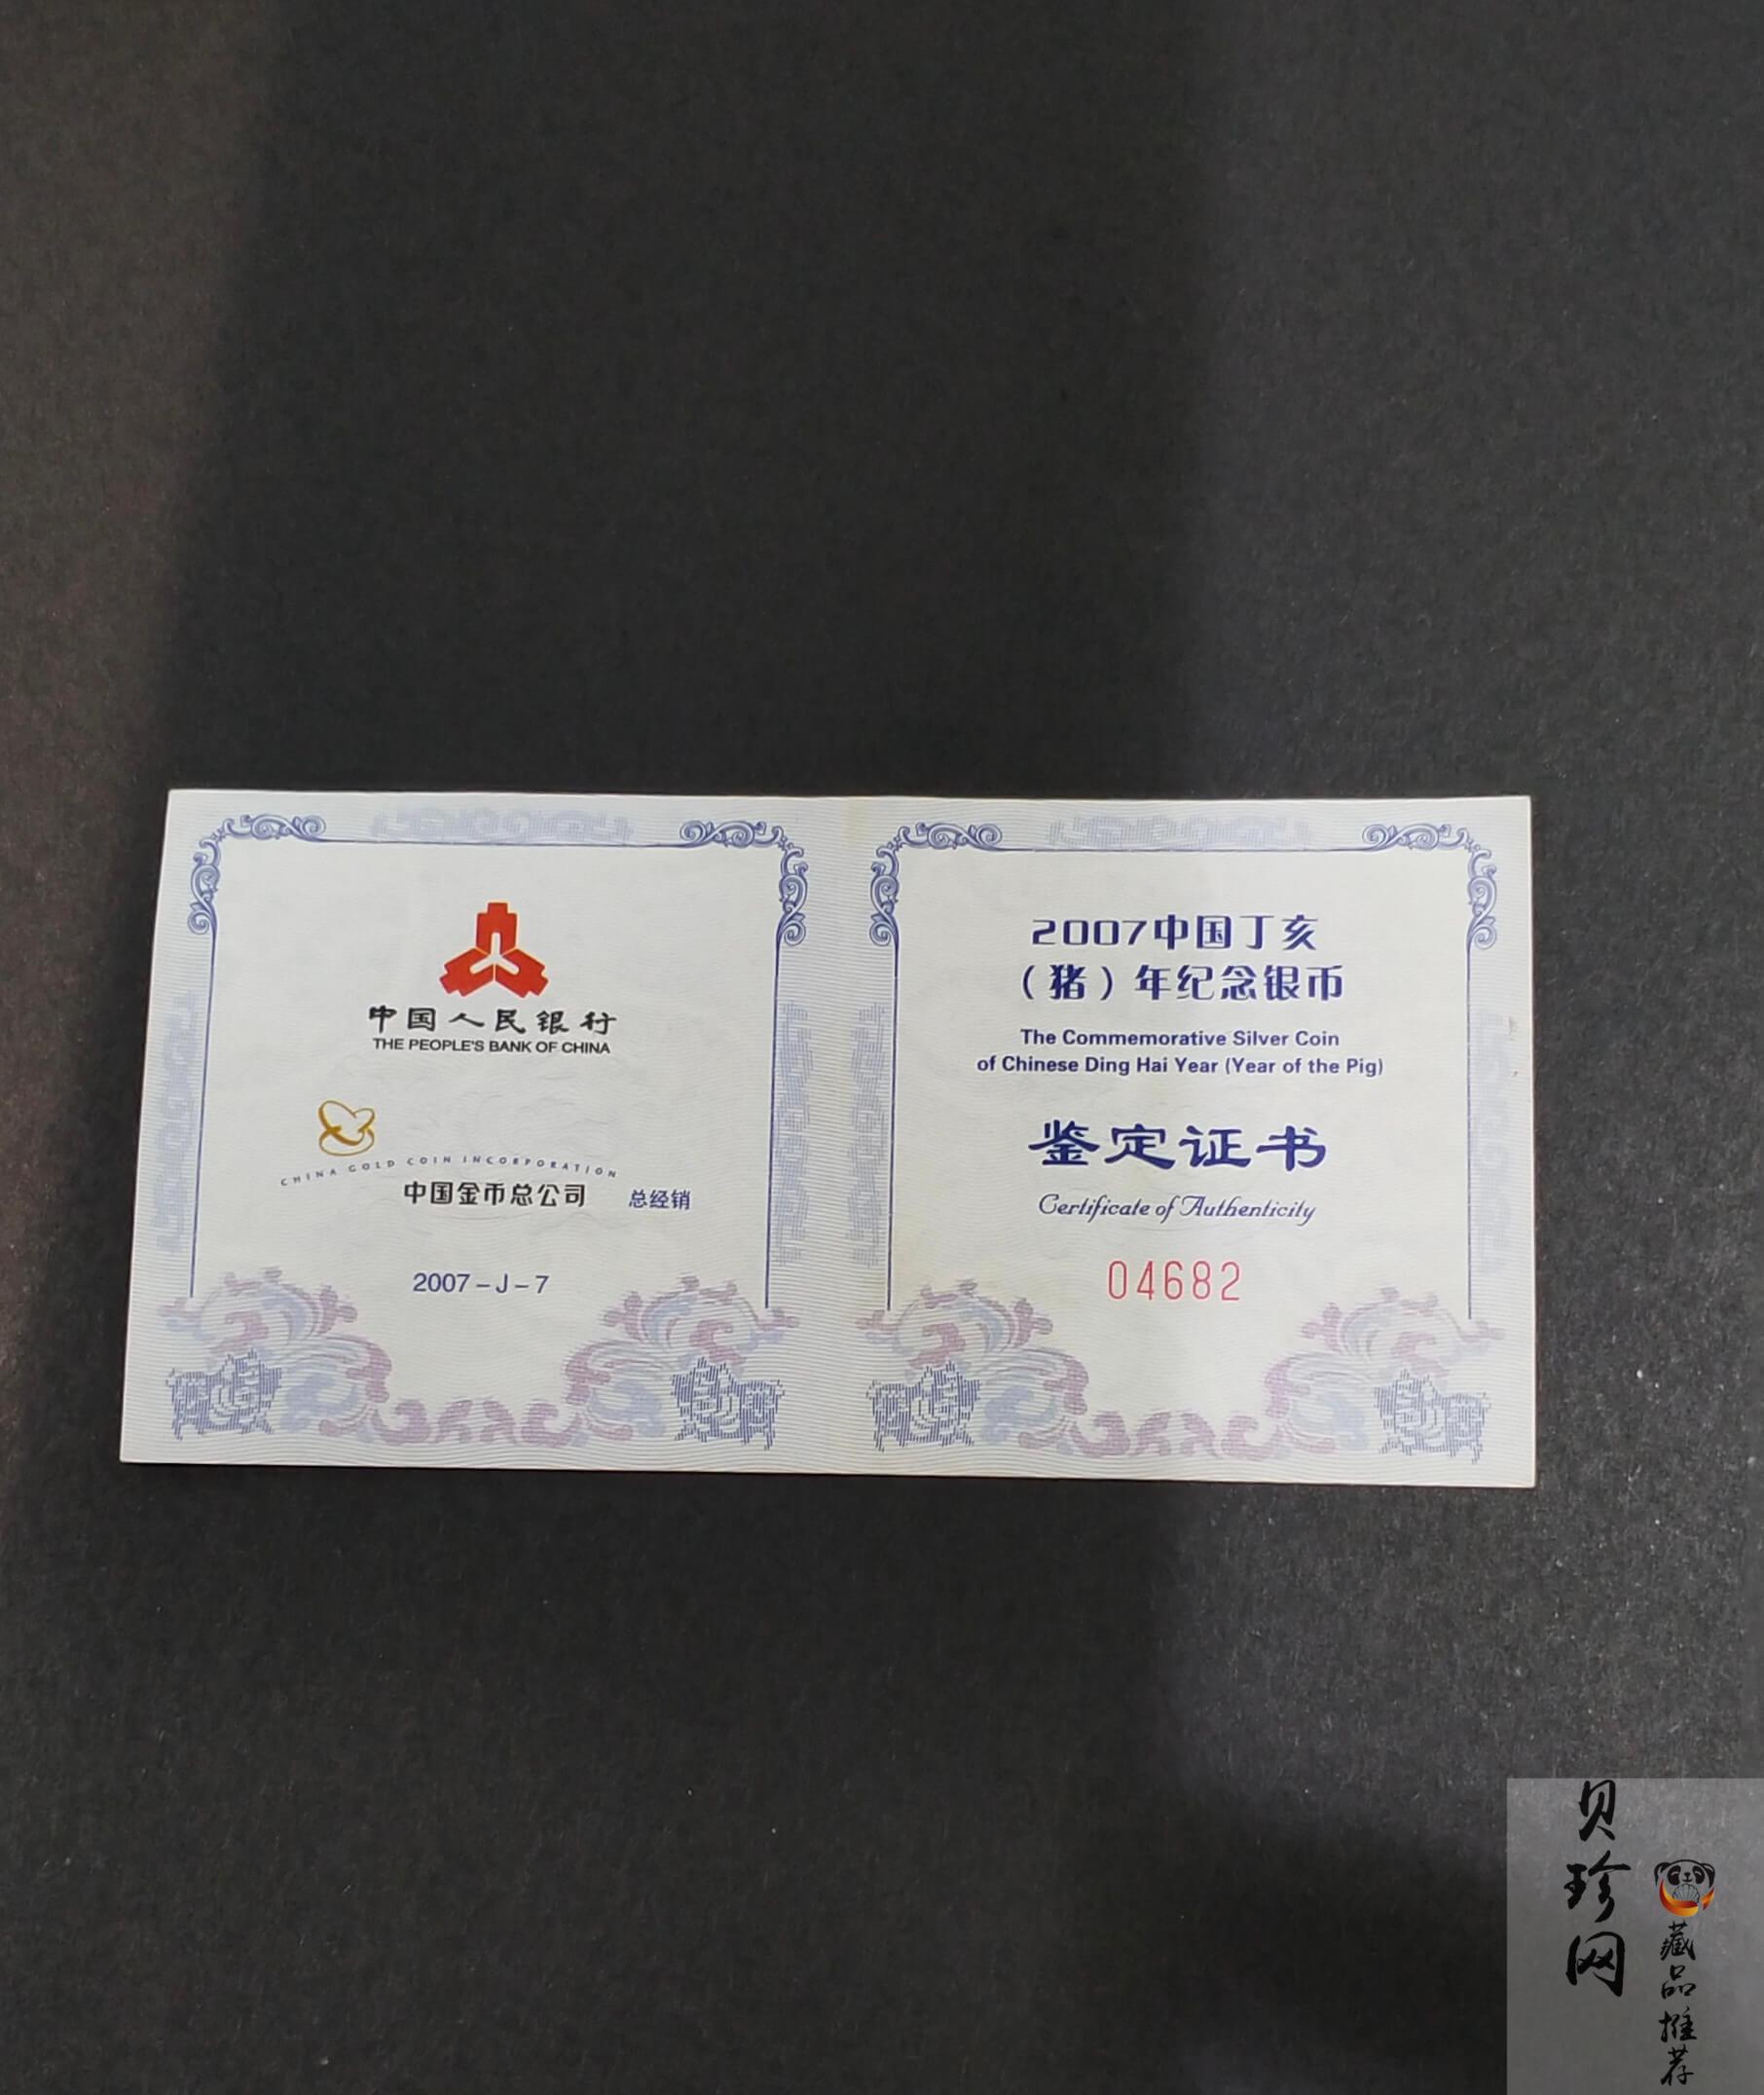 中国人民银行
THE PEOPLE'S BANK OF CHINA
CHINA GOLD COIN INCORPORATION
中国金币总公司 总经销
2007-J-7
2007中国丁亥
（猪）年纪念银币
The Commemorative Silver Coin
of Chinese Ding Hai Year (Year of the Pig)
鉴定证书
Certificate of Authenticity
04682
贝珍网
藏品推荐